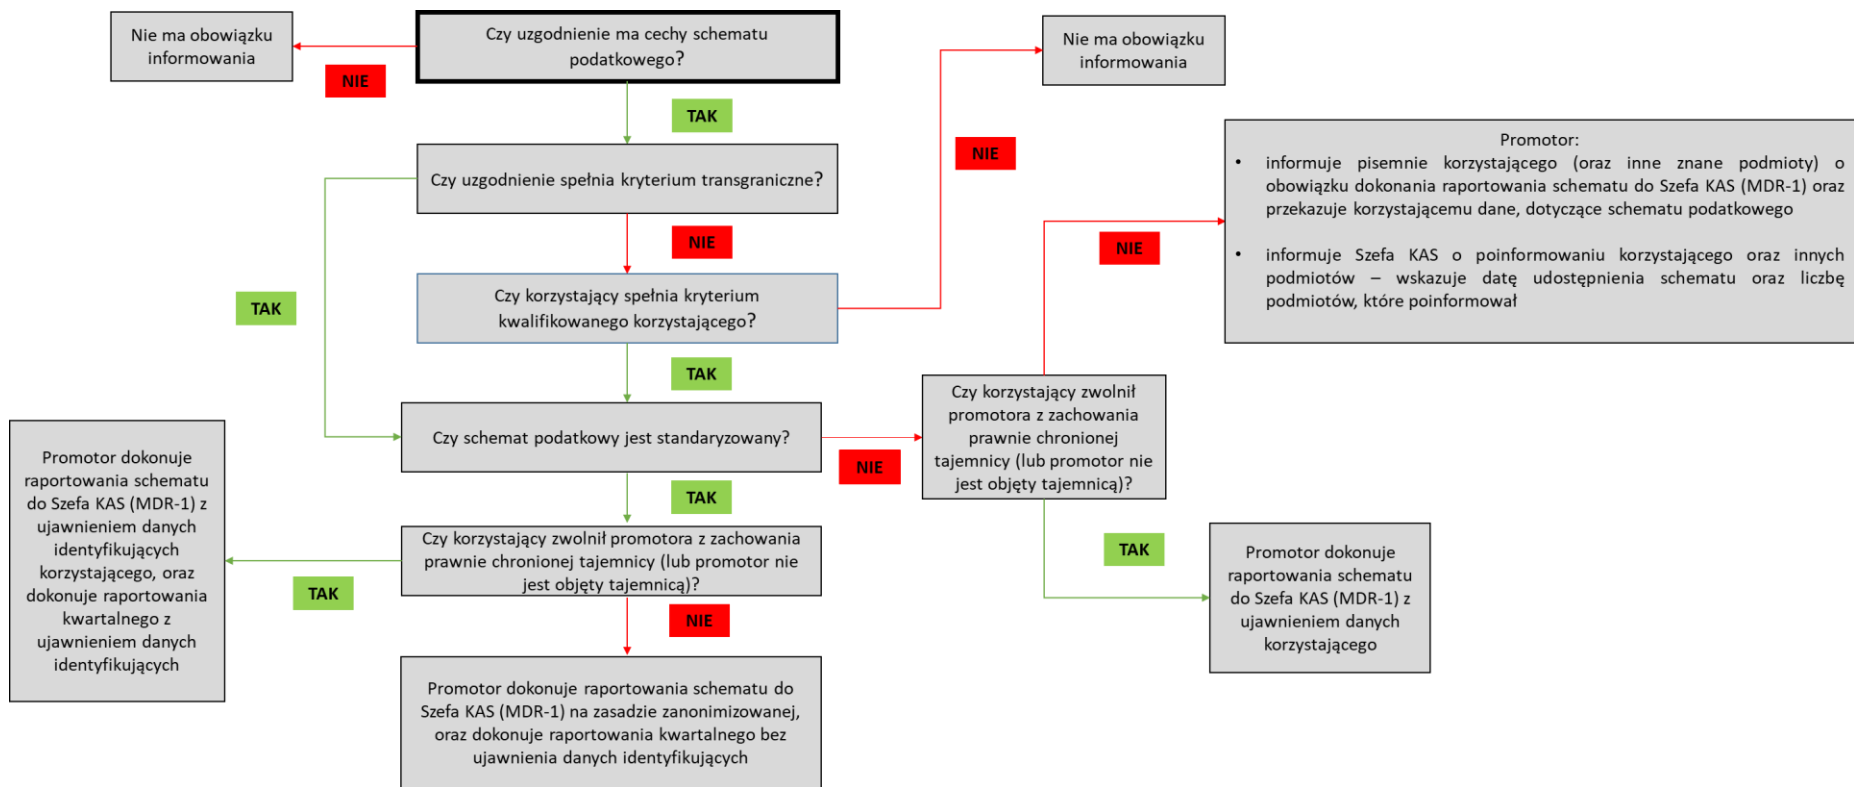 Czy uzgodnienie ma cechy schematu
podatkowego?
Nie ma obowiązku
informowania
NIE
TAK
Nie ma obowiązku
informowania
NIE
Czy uzgodnienie spełnia kryterium transgraniczne?
NIE
TAK
Czy korzystający spełnia kryterium
kwalifikowanego korzystającego?
TAK
Promotor:
• informuje pisemnie korzystającego (oraz inne znane podmioty) o
obowiązku dokonania raportowania schematu do Szefa KAS (MDR-1) oraz
przekazuje korzystającemu dane, dotyczące schematu podatkowego
• informuje Szefa KAS o poinformowaniu korzystającego oraz innych
podmiotów – wskazuje datę udostępnienia schematu oraz liczbę
podmiotów, które poinformował
NIE
Czy schemat podatkowy jest standaryzowany?
NIE
TAK
Czy korzystający zwolnił
promotora z zachowania
prawnie chronionej
tajemnicy (lub promotor nie
jest objęty tajemnicą)?
TAK
Promotor dokonuje
raportowania schematu
do Szefa KAS (MDR-1) z
ujawnieniem danych
korzystającego
Czy korzystający zwolnił promotora z zachowania
prawnie chronionej tajemnicy (lub promotor nie
jest objęty tajemnicą)?
TAK
NIE
Promotor dokonuje
raportowania schematu
do Szefa KAS (MDR-1) z
ujawnieniem danych
identyfikujących
korzystającego, oraz
dokonuje raportowania
kwartalnego z
ujawnieniem danych
identyfikujących
Promotor dokonuje raportowania schematu do
Szefa KAS (MDR-1) na zasadzie zanonimizowanej,
oraz dokonuje raportowania kwartalnego bez
ujawnienia danych identyfikujących